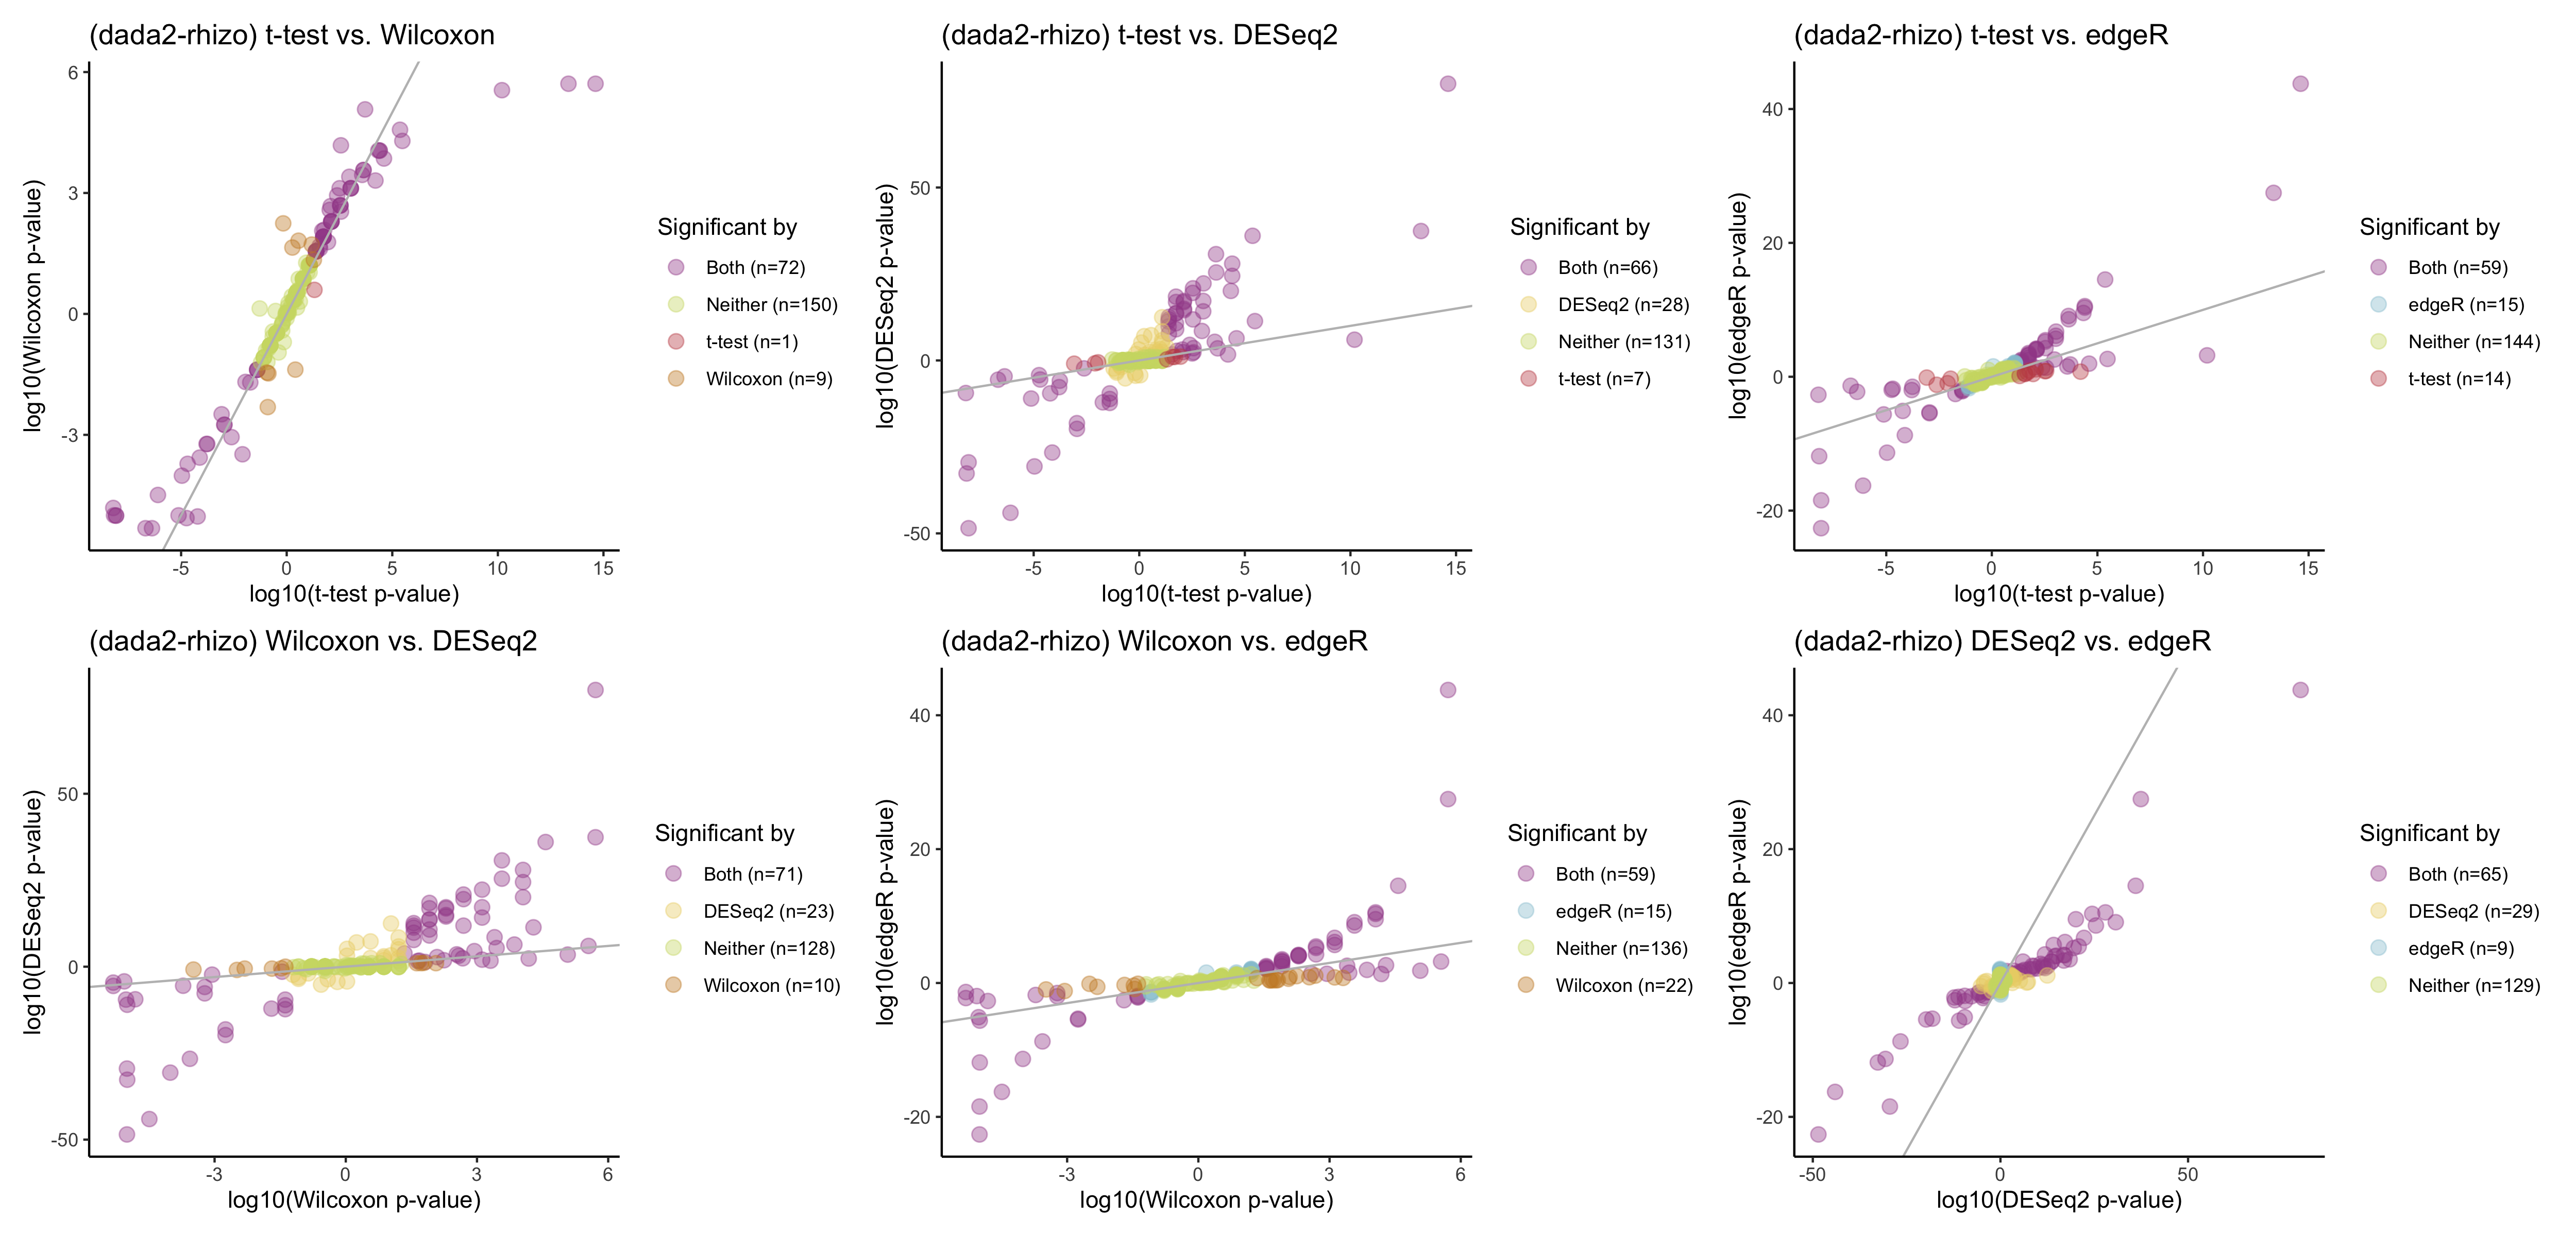 (dada2-rhizo) t-test vs. Wilcoxon
6
3
0
-3
-5
0
5
10
15
log10(Wilcoxon p-value)
log10(t-test p-value)
Significant by
Both (n=72)
Neither (n=150)
t-test (n=1)
Wilcoxon (n=9)
(dada2-rhizo) t-test vs. DESeq2
50
0
-50
-5
0
5
10
15
log10(DESeq2 p-value)
log10(t-test p-value)
Significant by
Both (n=66)
DESeq2 (n=28)
Neither (n=131)
t-test (n=7)
(dada2-rhizo) t-test vs. edgeR
40
20
0
-20
-5
0
5
10
15
log10(edgeR p-value)
log10(t-test p-value)
Significant by
Both (n=59)
edgeR (n=15)
Neither (n=144)
t-test (n=14)
(dada2-rhizo) Wilcoxon vs. DESeq2
50
0
-50
-3
0
3
6
log10(DESeq2 p-value)
log10(Wilcoxon p-value)
Significant by
Both (n=71)
DESeq2 (n=23)
Neither (n=128)
Wilcoxon (n=10)
(dada2-rhizo) Wilcoxon vs. edgeR
40
20
0
-20
-3
0
3
6
log10(edgeR p-value)
log10(Wilcoxon p-value)
Significant by
Both (n=59)
edgeR (n=15)
Neither (n=136)
Wilcoxon (n=22)
(dada2-rhizo) DESeq2 vs. edgeR
40
20
0
-20
-50
0
50
log10(edgeR p-value)
log10(DESeq2 p-value)
Significant by
Both (n=65)
DESeq2 (n=29)
edgeR (n=9)
Neither (n=129)